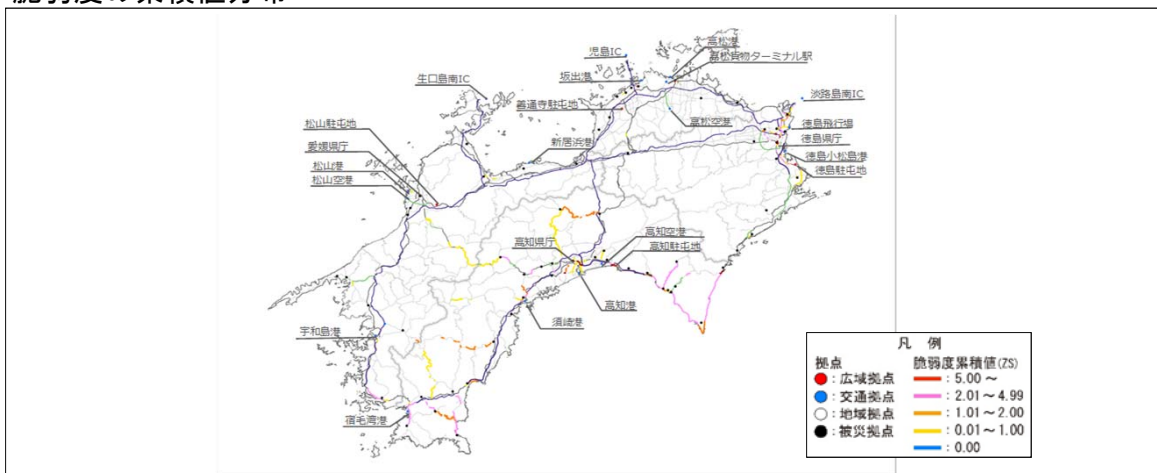 脆弱度の累積値分布
児島IC
高松港
高松貨物ターミナル駅
坂出港
生口島南IC
淡路島南IC
善通寺駐屯地
松山駐屯地
高松空港
徳島飛行場
愛媛県庁
新居浜港
徳島県庁
松山港
徳島小松島港
松山空港
徳島駐屯地
高知県庁
高知空港
高知駐屯地
高知港
須崎港
宇和島港
宿毛湾港
凡 例
拠点
脆弱度累積値(ZS)
：広域拠点
：5.00 ～
：交通拠点
：2.01～4.99
：地域拠点
：1.01～2.00
：被災拠点
：0.01～1.00
：0.00